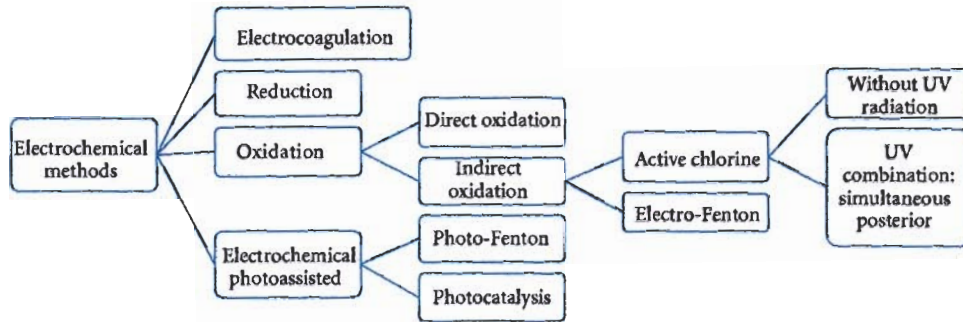 Electrochemical
methods
Electrocoagulation
Reduction
Oxidation
Electrochemical
photoassisted
Direct oxidation
Indirect
oxidation
Photo-Fenton
Photocatalysis
Active chlorine
Electro-Fenton
Without UV
radiation
UV
combination:
simultaneous
posterior